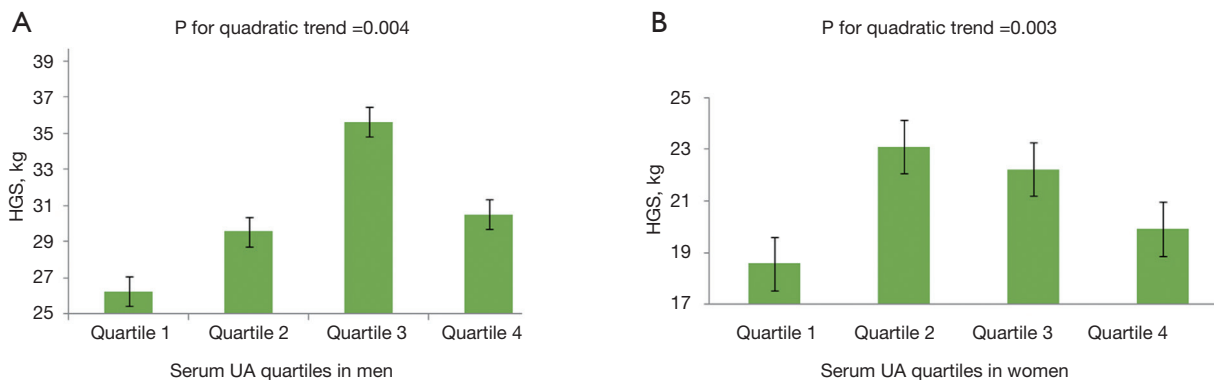 A
P for quadratic trend =0.004
39
37
35
33
31
29
27
25
HGS, kg
Quartile 1 Quartile 2 Quartile 3 Quartile 4
Serum UA quartiles in men
B
P for quadratic trend =0.003
25
23
21
19
17
HGS, kg
Quartile 1 Quartile 2 Quartile 3 Quartile 4
Serum UA quartiles in women